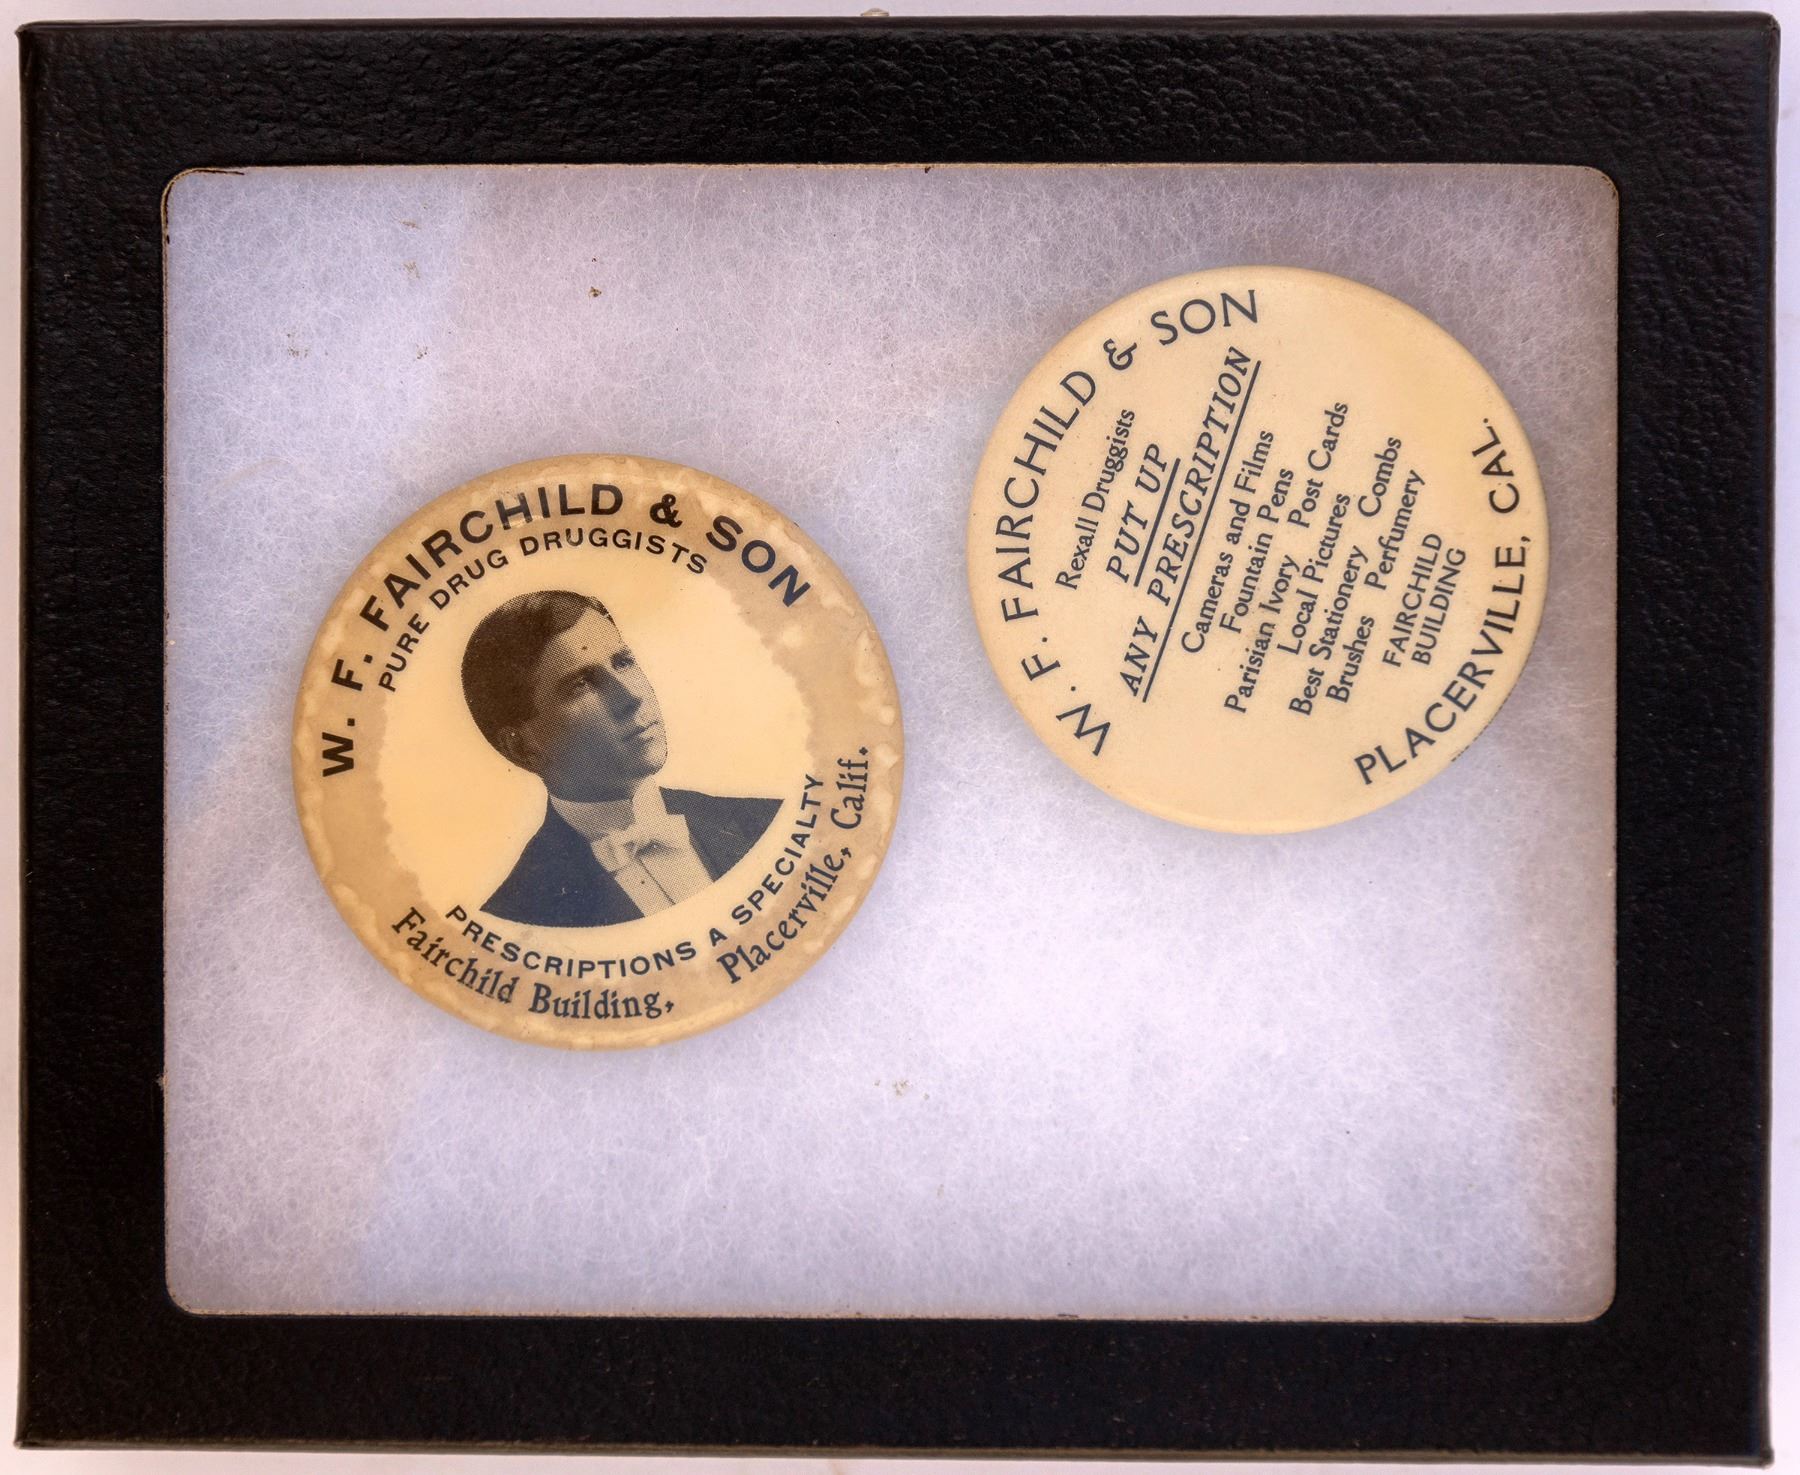 W. F. FAIRCHILD & SON
PURE DRUG DRUGGISTS
PRESCRIPTIONS A SPECIALTY
Fairchild Building, Placerville, Calif.
W. F. FAIRCHILD & SON
Rexall Druggists
PUT UP
ANY PRESCRIPTION
Cameras and Films
Fountain Pens
Parisian Ivory Post Cards
Local Pictures
Best Stationery Combs
Brushes Perfumery
FAIRCHILD
BUILDING
PLACERVILLE, CAL.